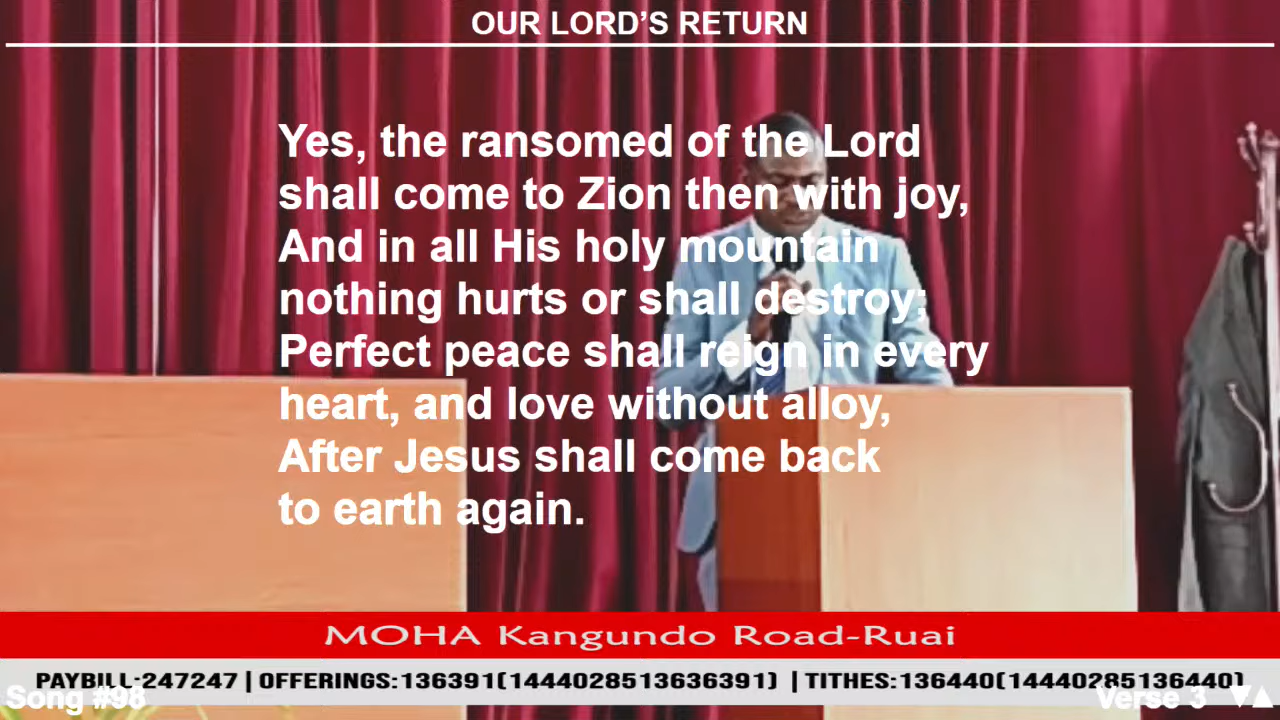 OUR LORD’S RETURN
Yes, the ransomed of the Lord
shall come to Zion then with joy,
And in all His holy mountain
nothing hurts or shall destroy;
Perfect peace shall reign in every
heart, and love without alloy,
After Jesus shall come back
to earth again.
MOHA Kangundo Road-Ruai
PAYBILL:247247 | OFFERINGS:136391(14440285136391) | TITHES:136440(14440285136440)
Song #98
Verse 3 ▼▲